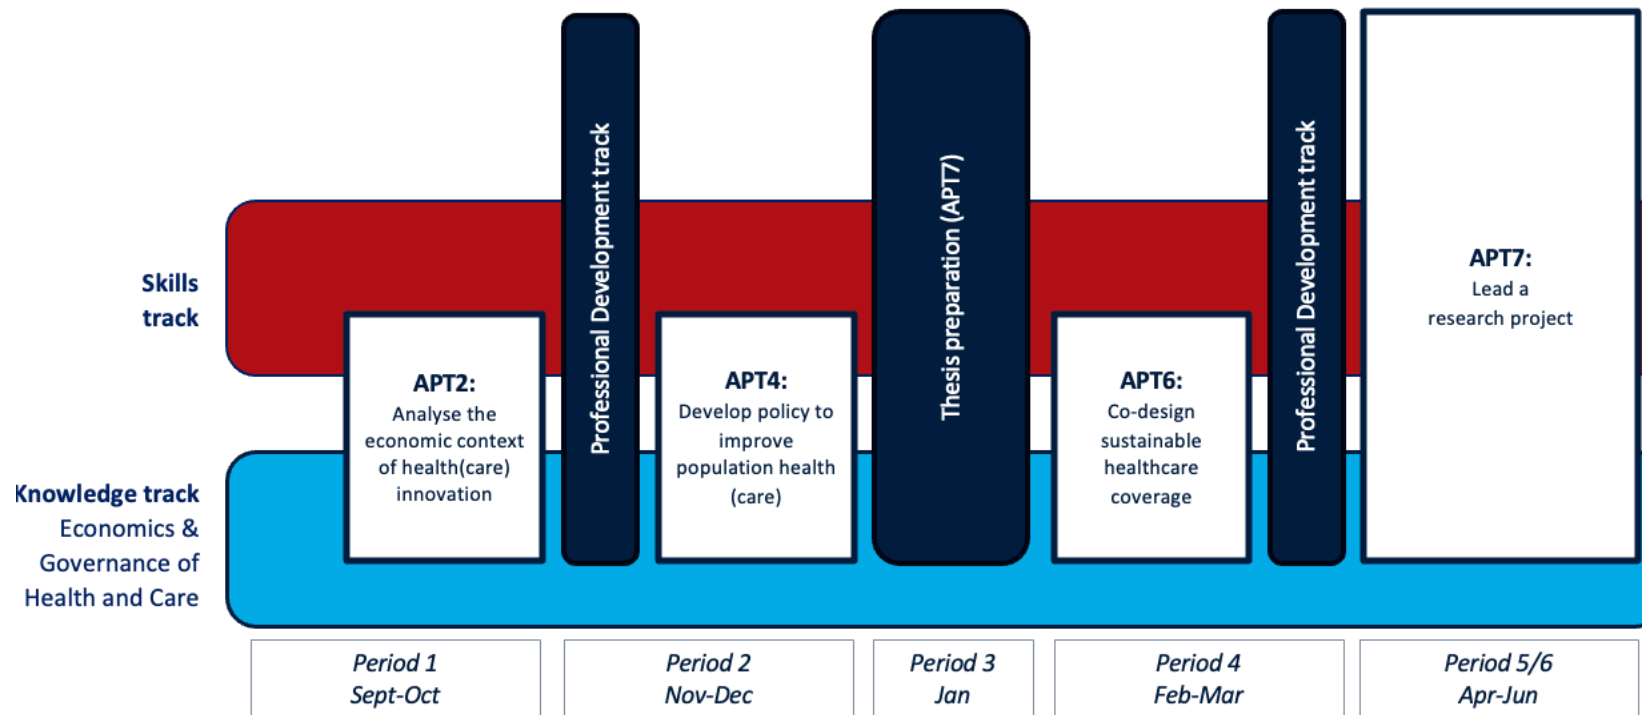 Skills
track
Knowledge track
Economics &
Governance of
Health and Care
APT2:
Analyse the
economic context
of health(care)
innovation
Professional Development track
APT4:
Develop policy to
improve
population health
(care)
Thesis preparation (APT7)
APT6:
Co-design
sustainable
healthcare
coverage
Professional Development track
APT7:
Lead a
research project
Period 1
Sept-Oct
Period 2
Nov-Dec
Period 3
Jan
Period 4
Feb-Mar
Period 5/6
Apr-Jun